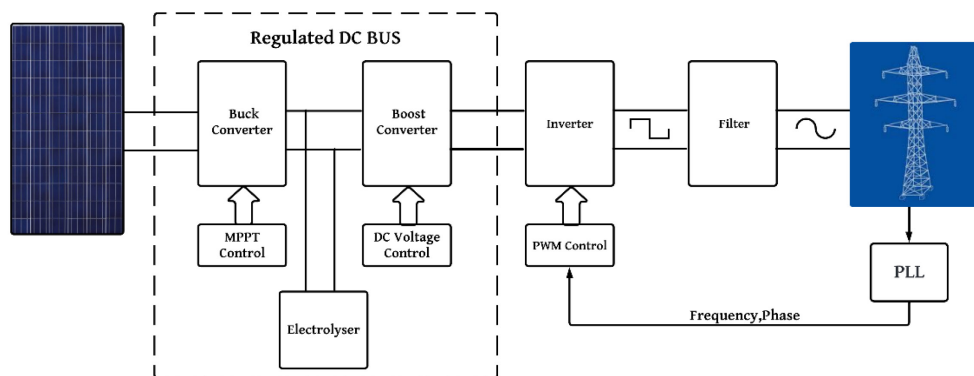 Regulated DC BUS
Buck
Converter
Boost
Converter
Inverter
Filter
MPPT
Control
DC Voltage
Control
PWM Control
PLL
Electrolyser
Frequency,Phase